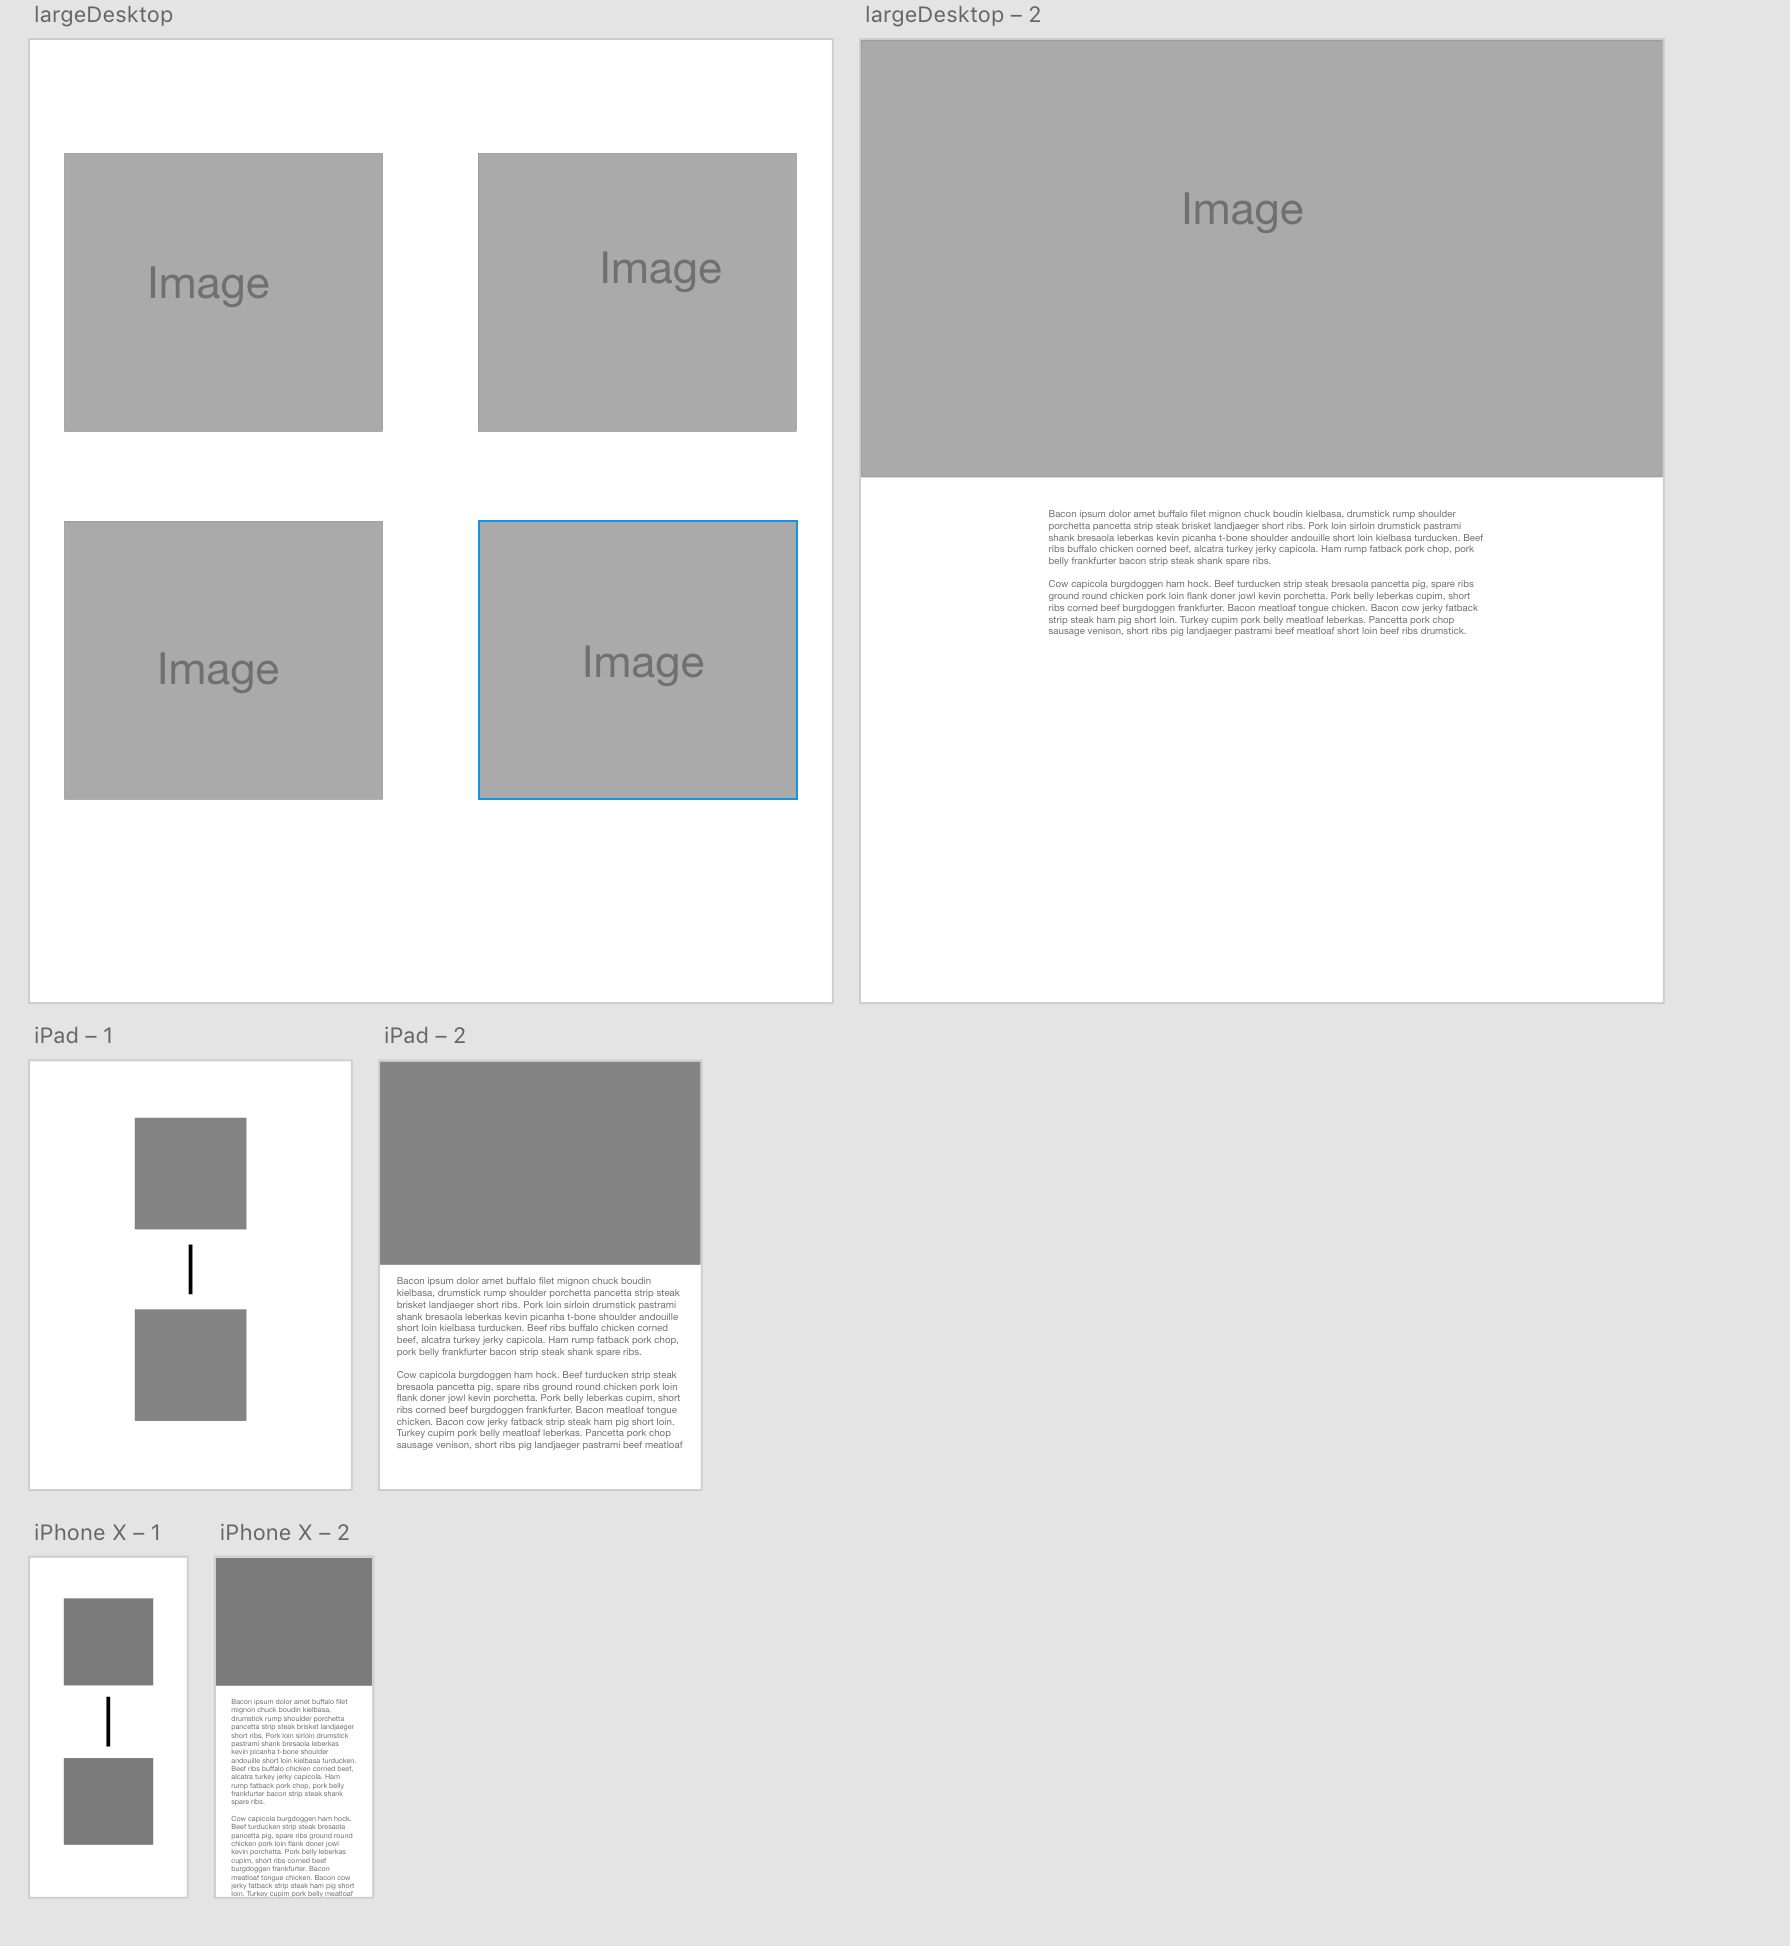 largeDesktop
largeDesktop – 2
Image
Image
Image
Image
Image
Bacon ipsum dolor amet buffalo filet mignon chuck boudin kielbasa, drumstick rump shoulder
porchetta pancetta strip steak brisket landjaeger short ribs. Pork loin sirloin drumstick pastrami
shank bresaola leberkas kevin picanha t-bone shoulder andouille short loin kielbasa turducken. Beef
ribs buffalo chicken corned beef, alcatra turkey jerky capicola. Ham rump fatback pork chop, pork
belly frankfurter bacon strip steak shank spare ribs.
Cow capicola burgdoggen ham hock. Beef turducken strip steak bresaola pancetta pig, spare ribs
ground round chicken pork loin flank doner jowl kevin porchetta. Pork belly leberkas cupim, short
ribs corned beef burgdoggen frankfurter. Bacon meatloaf tongue chicken. Bacon cow jerky fatback
strip steak ham pig short loin. Turkey cupim pork belly meatloaf leberkas. Pancetta pork chop
sausage venison, short ribs pig landjaeger pastrami beef meatloaf short loin beef ribs drumstick.
iPad – 1
iPad – 2
Bacon ipsum dolor amet buffalo filet mignon chuck boudin
kielbasa, drumstick rump shoulder porchetta pancetta strip steak
brisket landjaeger short ribs. Pork loin sirloin drumstick pastrami
shank bresaola leberkas kevin picanha t-bone shoulder andouille
short loin kielbasa turducken. Beef ribs buffalo chicken corned
beef, alcatra turkey jerky capicola. Ham rump fatback pork chop,
pork belly frankfurter bacon strip steak shank spare ribs.
Cow capicola burgdoggen ham hock. Beef turducken strip steak
bresaola pancetta pig, spare ribs ground round chicken pork loin
flank doner jowl kevin porchetta. Pork belly leberkas cupim, short
ribs corned beef burgdoggen frankfurter. Bacon meatloaf tongue
chicken. Bacon cow jerky fatback strip steak ham pig short loin.
Turkey cupim pork belly meatloaf leberkas. Pancetta pork chop
sausage venison, short ribs pig landjaeger pastrami beef meatloaf
iPhone X – 1
iPhone X – 2
Bacon ipsum dolor amet buffalo filet
mignon chuck boudin kielbasa,
drumstick rump shoulder porchetta
pancetta strip steak brisket landjaeger
short ribs. Pork loin sirloin drumstick
pastrami shank bresaola leberkas
kevin picanha t-bone shoulder
andouille short loin kielbasa turducken.
Beef ribs buffalo chicken corned beef,
alcatra turkey jerky capicola. Ham
rump fatback pork chop, pork belly
frankfurter bacon strip steak shank
spare ribs.
Cow capicola burgdoggen ham hock.
Beef turducken strip steak bresaola
pancetta pig, spare ribs ground round
chicken pork loin flank doner jowl
kevin porchetta. Pork belly leberkas
cupim, short ribs corned beef
burgdoggen frankfurter. Bacon
meatloaf tongue chicken. Bacon cow
jerky fatback strip steak ham pig short
loin. Turkey cupim pork belly meatloaf